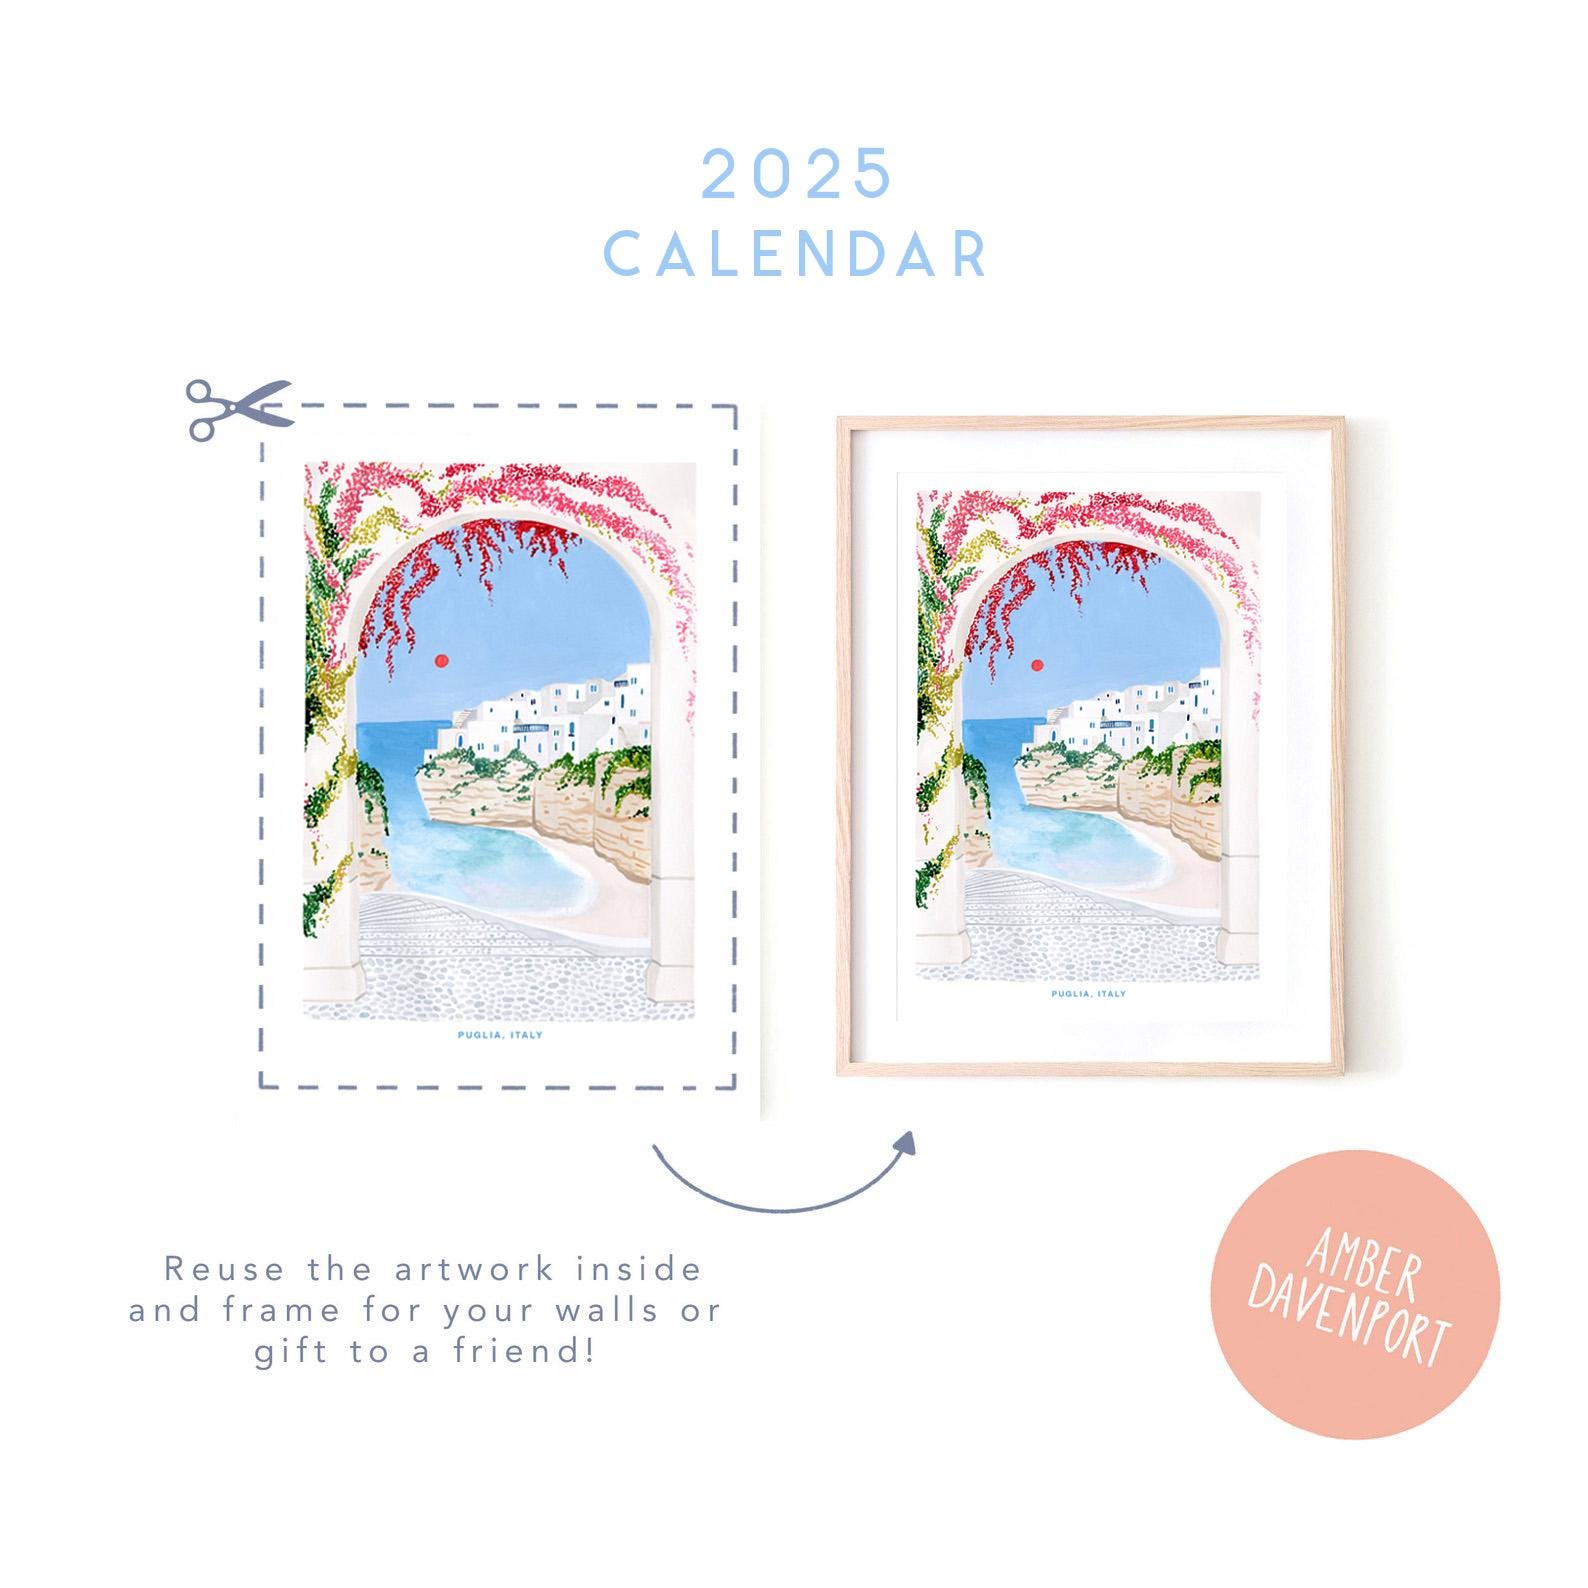 2025
CALENDAR
PUGLIA, ITALY
PUGLIA, ITALY
Reuse the artwork inside
and frame for your walls or
gift to a friend!
AMBER
DAVENPORT